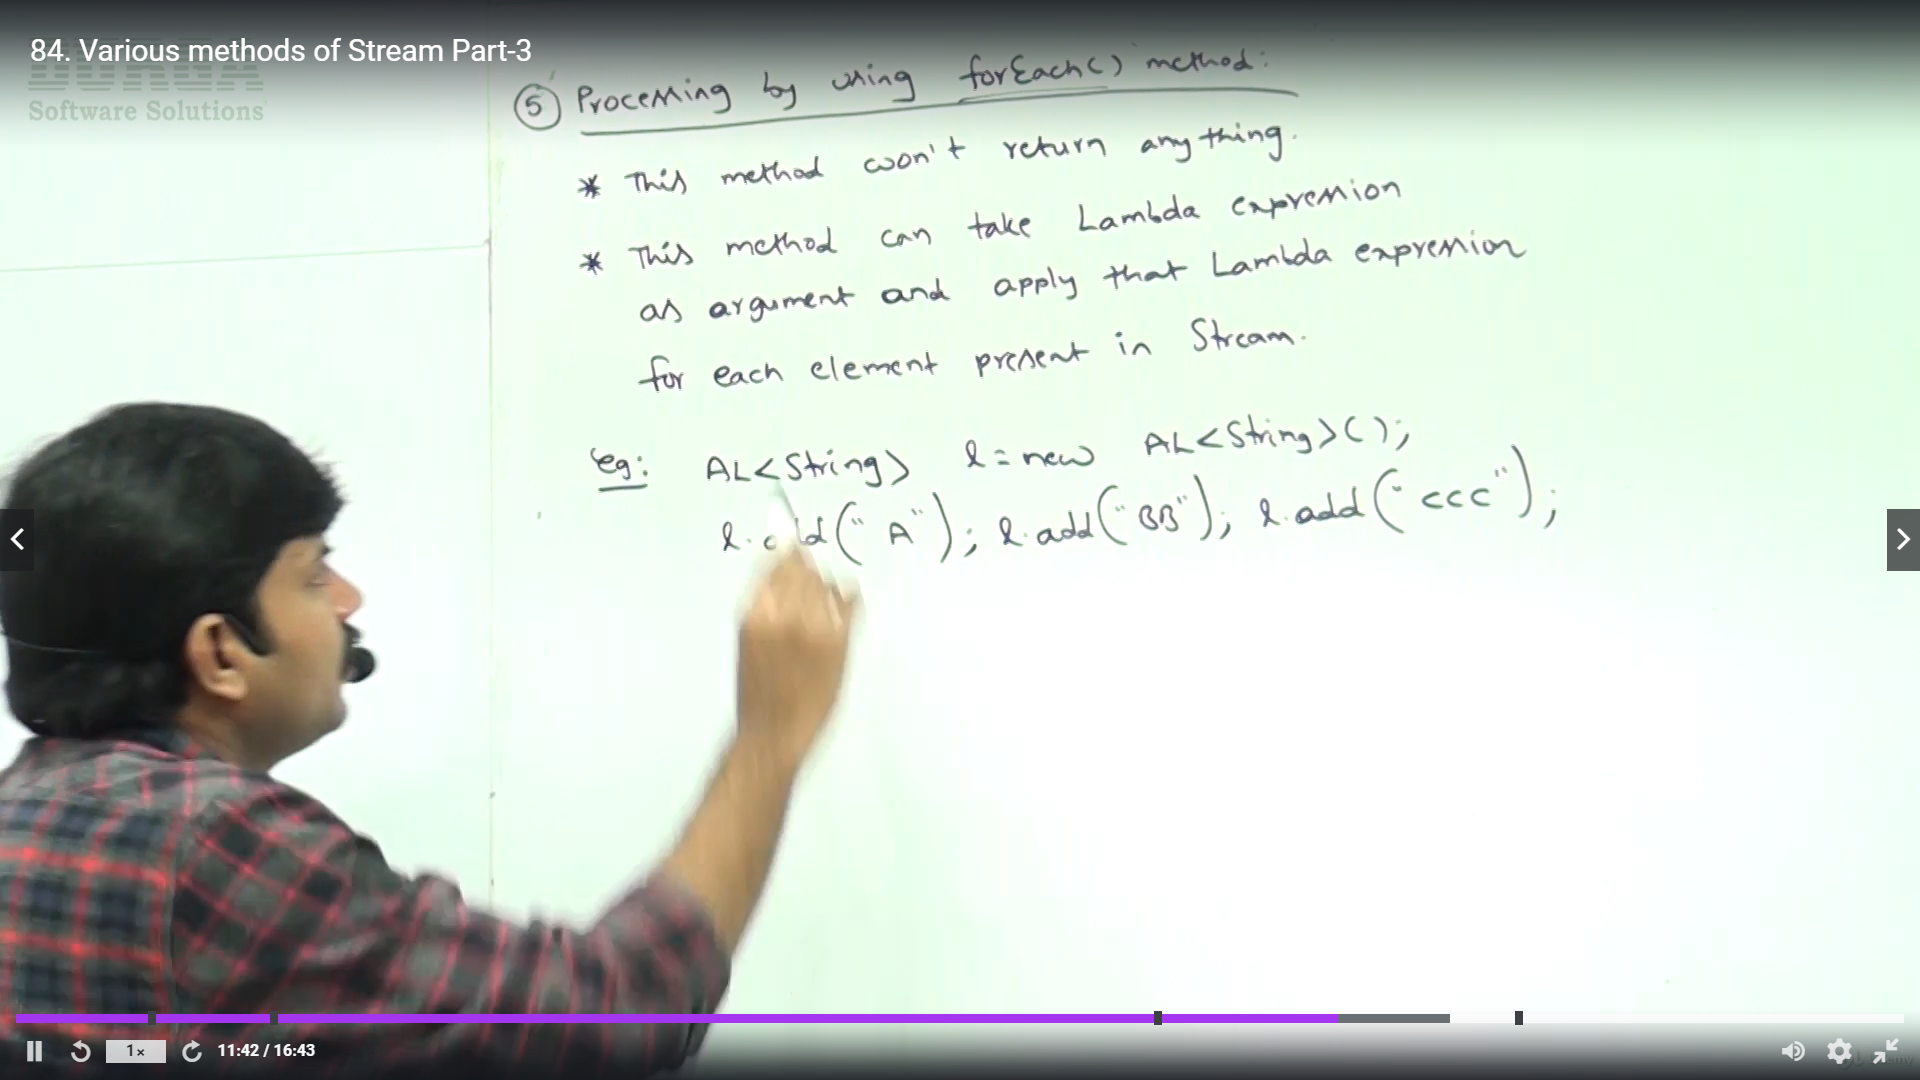 84. Various methods of Stream Part-3
DURGA
Software Solutions
5 Processing by using forEach() method:
* This method won't return anything.
* This method can take Lambda expression
as argument and apply that Lambda expression
for each element present in Stream.
eg: AL<String> l = new AL<String>();
l.add("A"); l.add("BB"); l.add("CCC");
1x
11:42 / 16:43